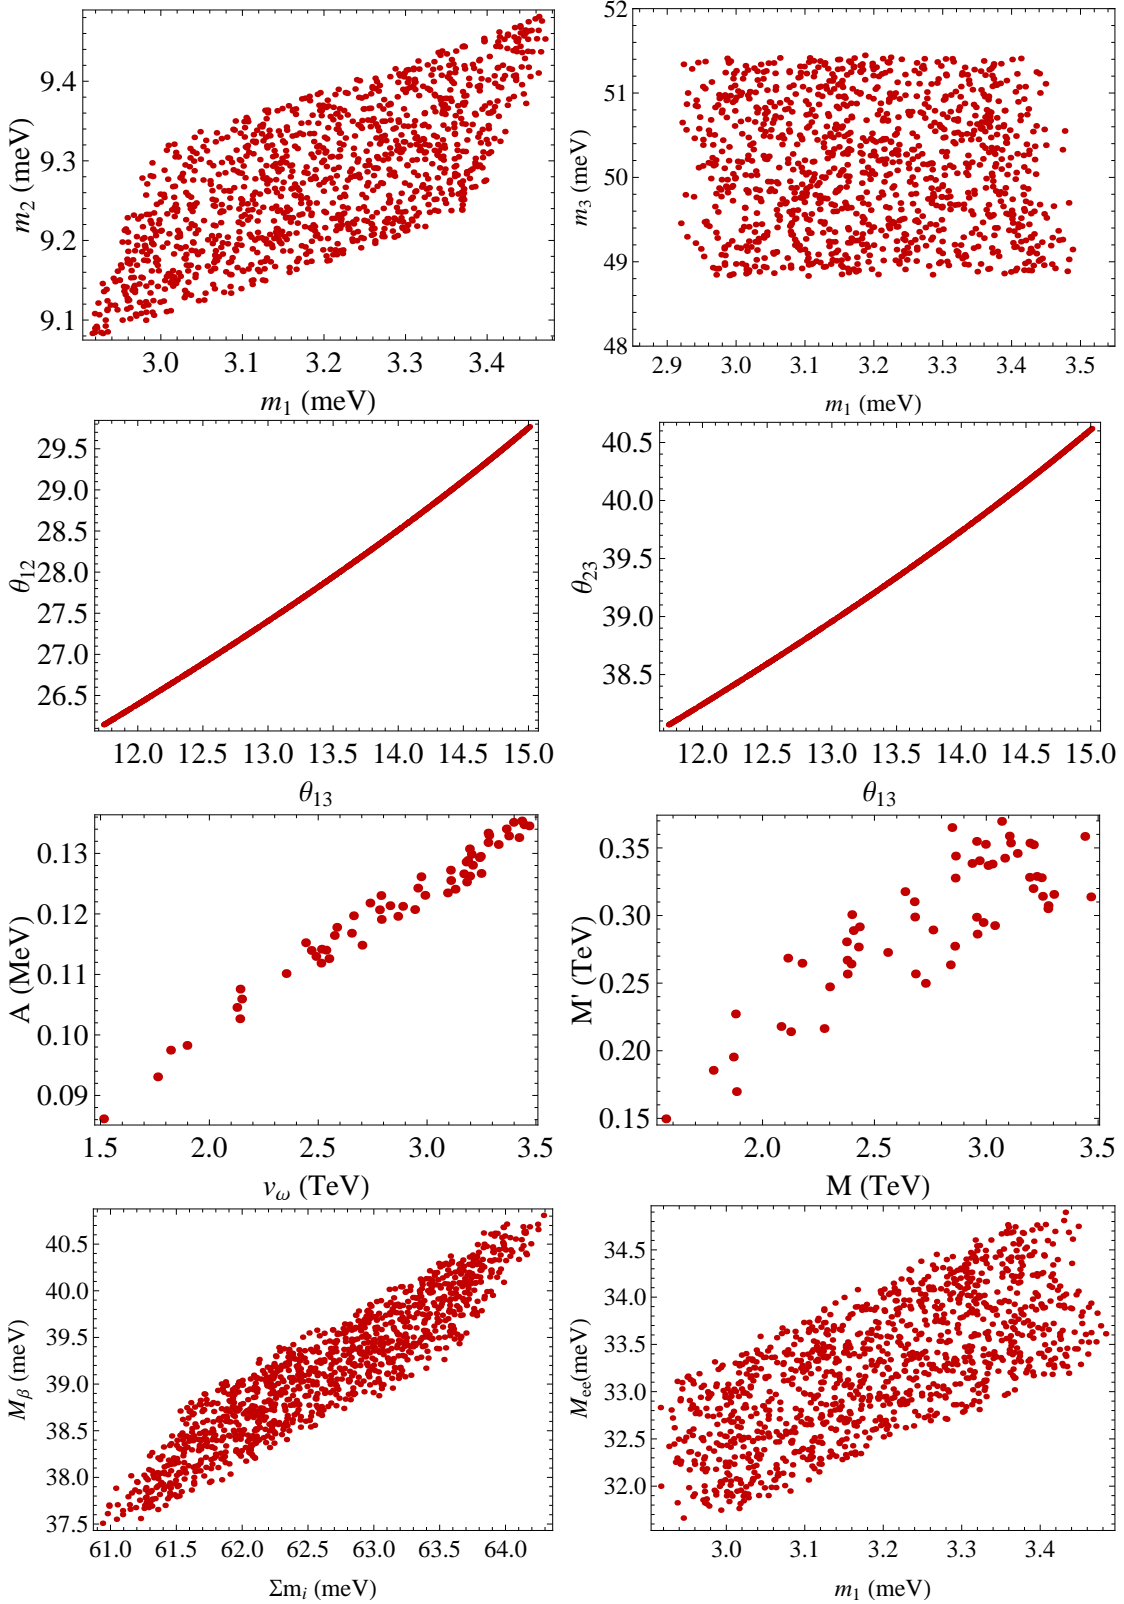 9.4
9.3
9.2
9.1
m₂ (meV)
3.0 3.1 3.2 3.3 3.4
m₁ (meV)
52
51
50
49
48
m₃ (meV)
2.9 3.0 3.1 3.2 3.3 3.4 3.5
m₁ (meV)
29.5
29.0
28.5
28.0
27.5
27.0
26.5
θ₁₂
12.0 12.5 13.0 13.5 14.0 14.5 15.0
θ₁₃
40.5
40.0
39.5
39.0
38.5
θ₂₃
12.0 12.5 13.0 13.5 14.0 14.5 15.0
θ₁₃
0.13
0.12
0.11
0.10
0.09
A (MeV)
1.5 2.0 2.5 3.0 3.5
v_ω (TeV)
0.35
0.30
0.25
0.20
0.15
M' (TeV)
2.0 2.5 3.0 3.5
M (TeV)
40.5
40.0
39.5
39.0
38.5
38.0
37.5
M_β (meV)
61.0 61.5 62.0 62.5 63.0 63.5 64.0
Σm_i (meV)
34.5
34.0
33.5
33.0
32.5
32.0
M_ee(meV)
3.0 3.1 3.2 3.3 3.4
m₁ (meV)